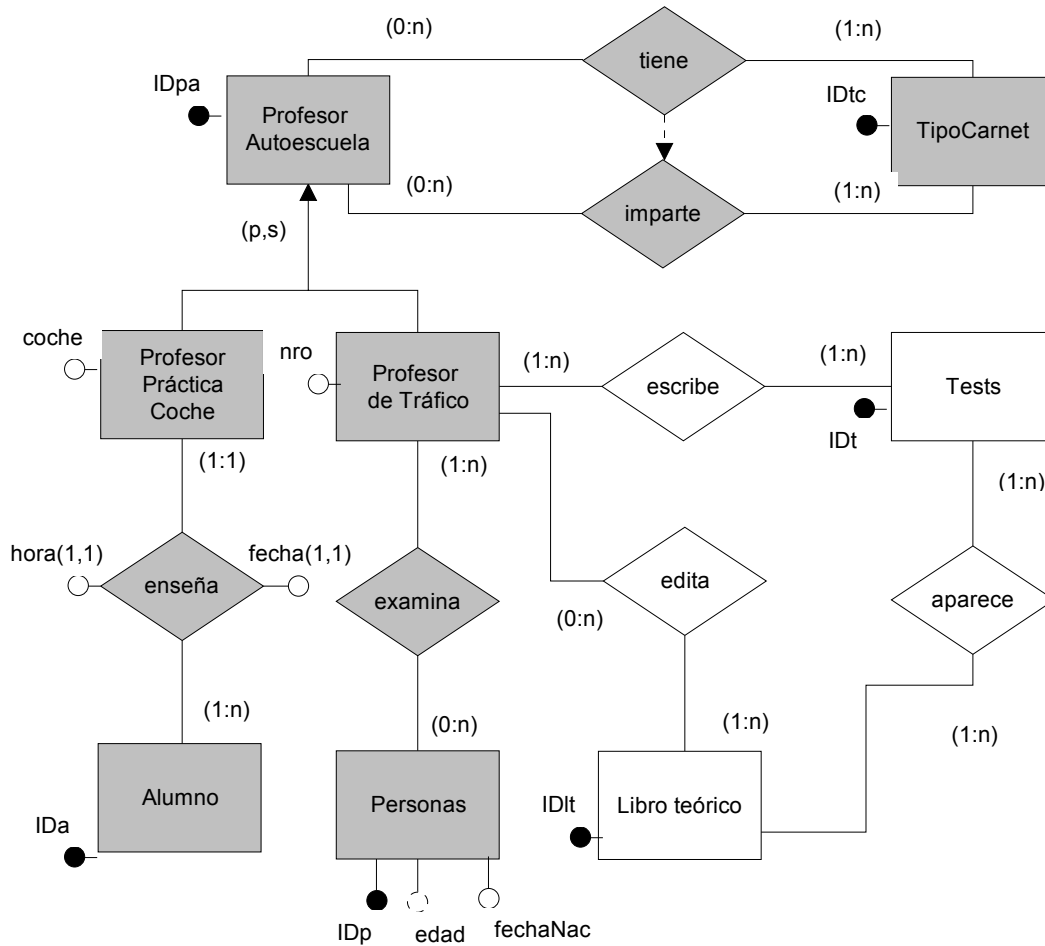 (0:n)
tiene
(1:n)
IDpa
Profesor
Autoescuela
IDtc
TipoCarnet
(0:n)
imparte
(1:n)
(p,s)
coche
Profesor
Práctica
Coche
nro
Profesor
de Tráfico
(1:n)
escribe
(1:n)
Tests
IDt
(1:1)
(1:n)
(1:n)
hora(1,1)
fecha(1,1)
enseña
examina
edita
aparece
(0:n)
(1:n)
(0:n)
(1:n)
(1:n)
Alumno
Personas
IDlt
Libro teórico
IDa
IDp
edad
fechaNac